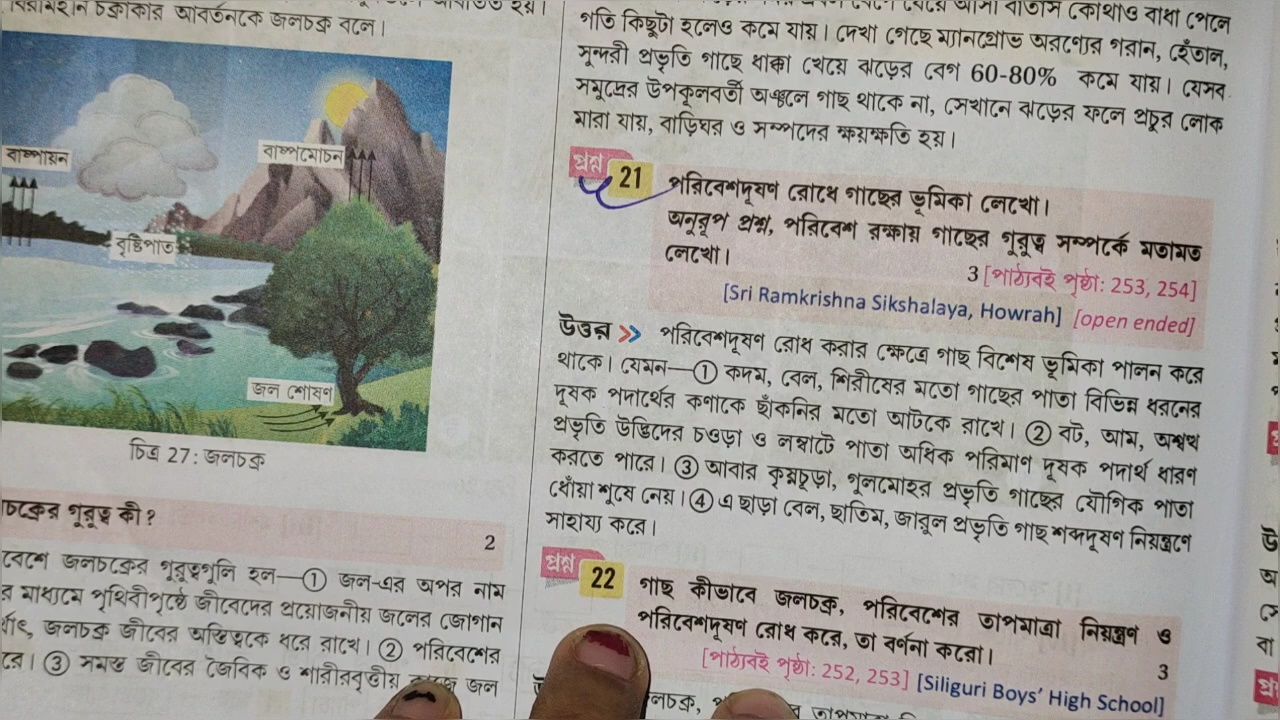 চক্রাকার আবর্তনকে জলচক্র বলে।
বাষ্পায়ন
বাষ্পমোচন
বৃষ্টিপাত
জল শোষণ
চিত্র 27: জলচক্র
চক্রের গুরুত্ব কী?
2
জলচক্রের গুরুত্বগুলি হল—① জল-এর অপর নাম
মাধ্যমে পৃথিবীপৃষ্ঠে জীবেদের প্রয়োজনীয় জলের জোগান
জলচক্র জীবের অস্তিত্বকে ধরে রাখে। ② পরিবেশের
③ সমস্ত জীবের জৈবিক ও শারীরবৃত্তীয় কাজে জল
বাতাস কোথাও বাধা পেলে
গতি কিছুটা হলেও কমে যায়। দেখা গেছে ম্যানগ্রোভ অরণ্যের গরান, হেঁতাল,
সুন্দরী প্রভৃতি গাছে ধাক্কা খেয়ে ঝড়ের বেগ 60-80% কমে যায়। যেসব
সমুদ্রের উপকূলবর্তী অঞ্চলে গাছ থাকে না, সেখানে ঝড়ের ফলে প্রচুর লোক
মারা যায়, বাড়িঘর ও সম্পদের ক্ষয়ক্ষতি হয়।
প্রশ্ন 21 পরিবেশদূষণ রোধে গাছের ভূমিকা লেখো।
অনুরূপ প্রশ্ন, পরিবেশ রক্ষায় গাছের গুরুত্ব সম্পর্কে মতামত
লেখো।
3 [পাঠ্যবই পৃষ্ঠা: 253, 254]
[Sri Ramkrishna Sikshalaya, Howrah] [open ended]
উত্তর >> পরিবেশদূষণ রোধ করার ক্ষেত্রে গাছ বিশেষ ভূমিকা পালন করে
থাকে। যেমন—① কদম, বেল, শিরীষের মতো গাছের পাতা বিভিন্ন ধরনের
দূষক পদার্থের কণাকে ছাঁকনির মতো আটকে রাখে। ② বট, আম, অশ্বত্থ
প্রভৃতি উদ্ভিদের চওড়া ও লম্বাটে পাতা অধিক পরিমাণ দূষক পদার্থ ধারণ
করতে পারে। ③ আবার কৃষ্ণচূড়া, গুলমোহর প্রভৃতি গাছের যৌগিক পাতা
ধোঁয়া শুষে নেয়। ④ এ ছাড়া বেল, ছাতিম, জারুল প্রভৃতি গাছ শব্দদূষণ নিয়ন্ত্রণে
সাহায্য করে।
প্রশ্ন 22 গাছ কীভাবে জলচক্র, পরিবেশের তাপমাত্রা নিয়ন্ত্রণ ও
পরিবেশদূষণ রোধ করে, তা বর্ণনা করো।
3
[পাঠ্যবই পৃষ্ঠা: 252, 253] [Siliguri Boys' High School]